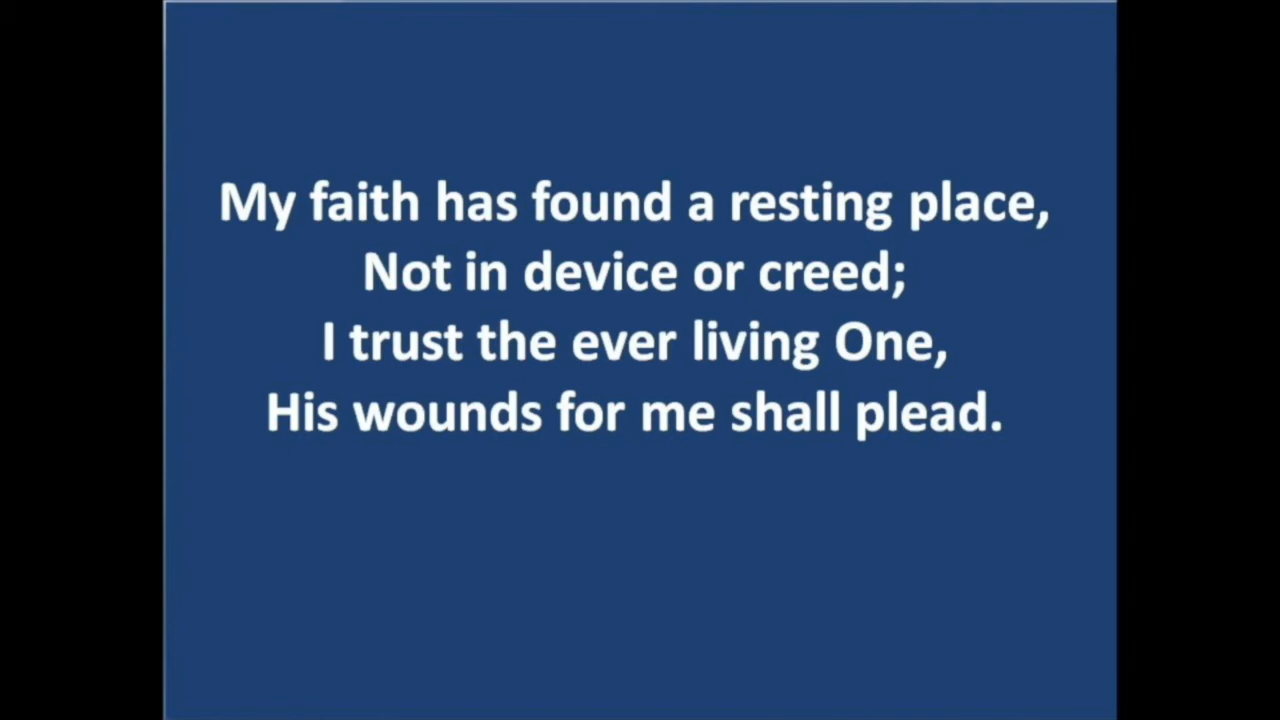 My faith has found a resting place,
Not in device or creed;
I trust the ever living One,
His wounds for me shall plead.